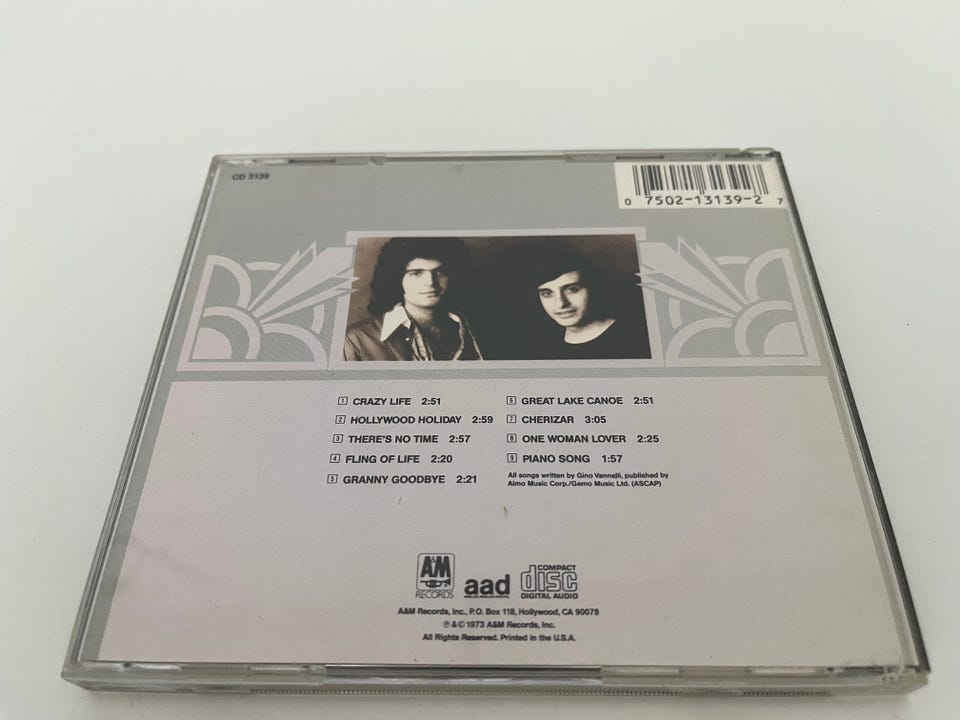 CD 3139
0 7502-13139-2 7
1 CRAZY LIFE 2:51
2 HOLLYWOOD HOLIDAY 2:59
3 THERE'S NO TIME 2:57
4 FLING OF LIFE 2:20
5 GRANNY GOODBYE 2:21
6 GREAT LAKE CANOE 2:51
7 CHERIZAR 3:05
8 ONE WOMAN LOVER 2:25
9 PIANO SONG 1:57
All songs written by Gino Vannelli, published by
Almo Music Corp./Gemo Music Ltd. (ASCAP)
A&M
RECORDS
aad
COMPACT
disc
DIGITAL AUDIO
A&M Records, Inc., P.O. Box 118, Hollywood, CA 90078
℗ & © 1973 A&M Records, Inc.
All Rights Reserved. Printed in the U.S.A.